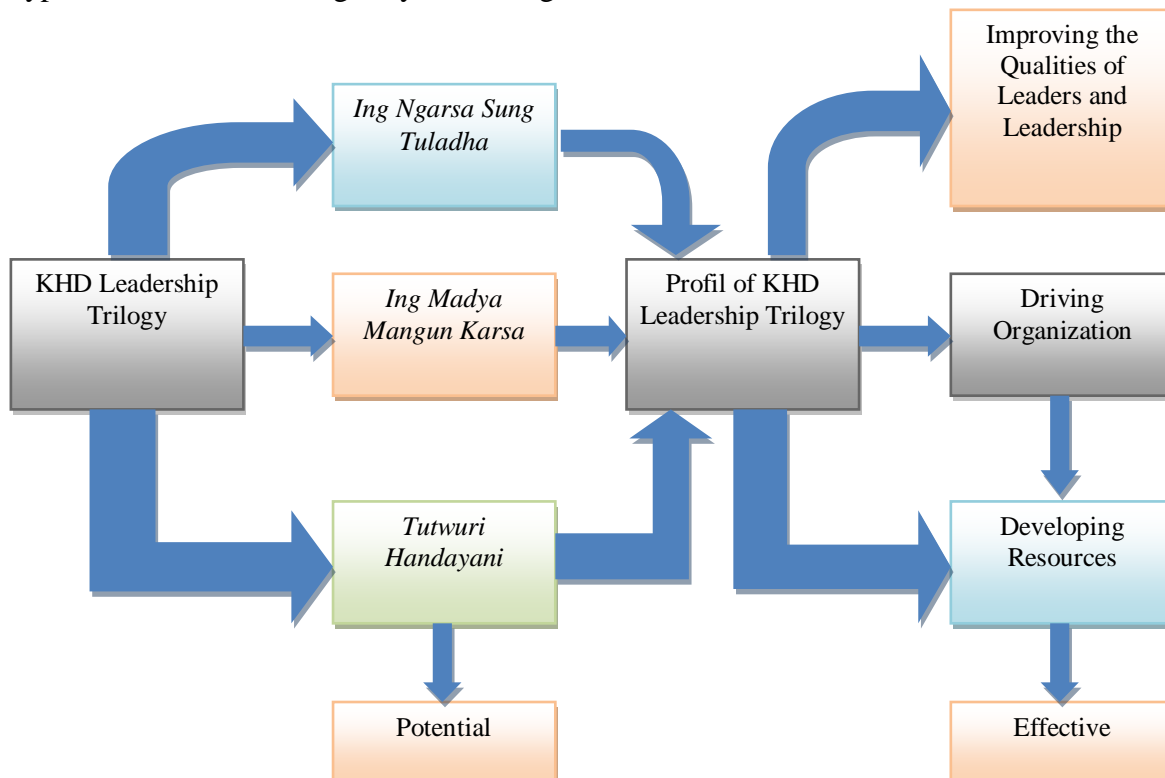 Improving the
Qualities of
Leaders and
Leadership
Ing Ngarsa Sung
Tuladha
KHD Leadership
Trilogy
Ing Madya
Mangun Karsa
Profil of KHD
Leadership Trilogy
Driving
Organization
Tutwuri
Handayani
Developing
Resources
Potential
Effective